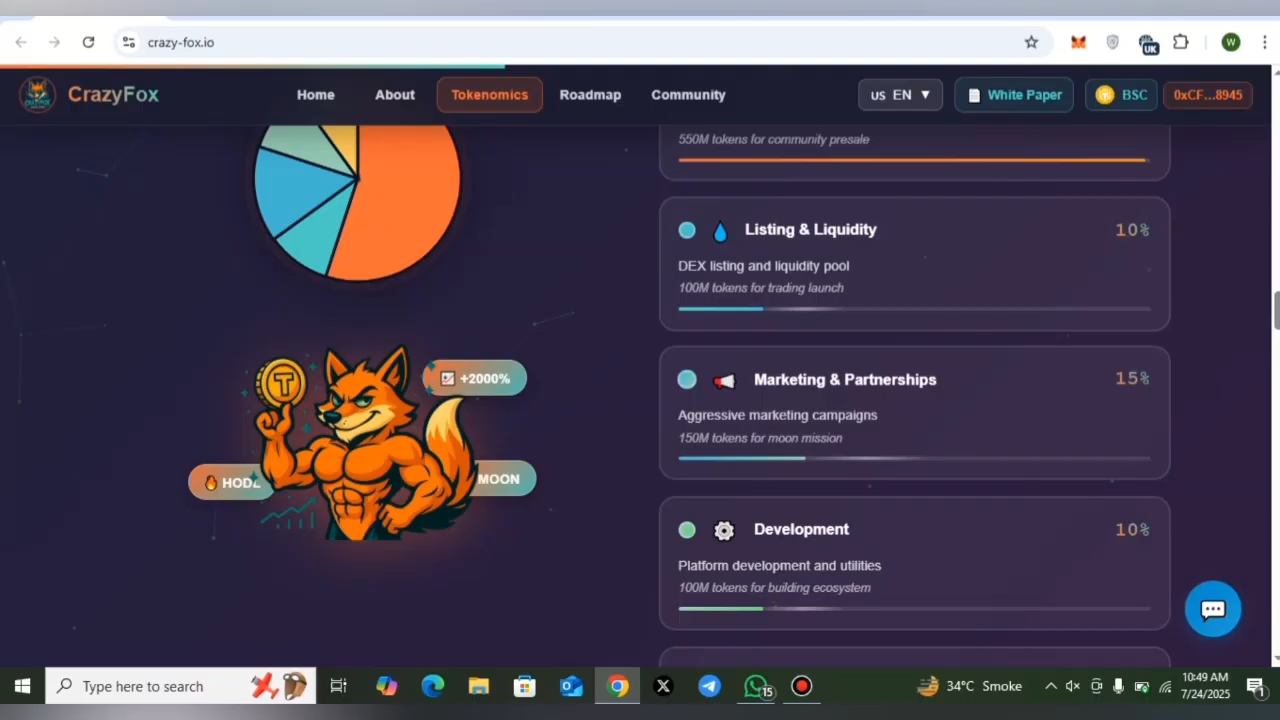 crazy-fox.io
UK
W
CrazyFox
Home
About
Tokenomics
Roadmap
Community
US EN ▼
White Paper
BSC
0xCF...8945
550M tokens for community presale
Listing & Liquidity
10%
DEX listing and liquidity pool
100M tokens for trading launch
Marketing & Partnerships
15%
Aggressive marketing campaigns
150M tokens for moon mission
Development
10%
Platform development and utilities
100M tokens for building ecosystem
T
+2000%
HODL
MOON
Type here to search
15
34°C Smoke
10:49 AM
7/24/2025
1